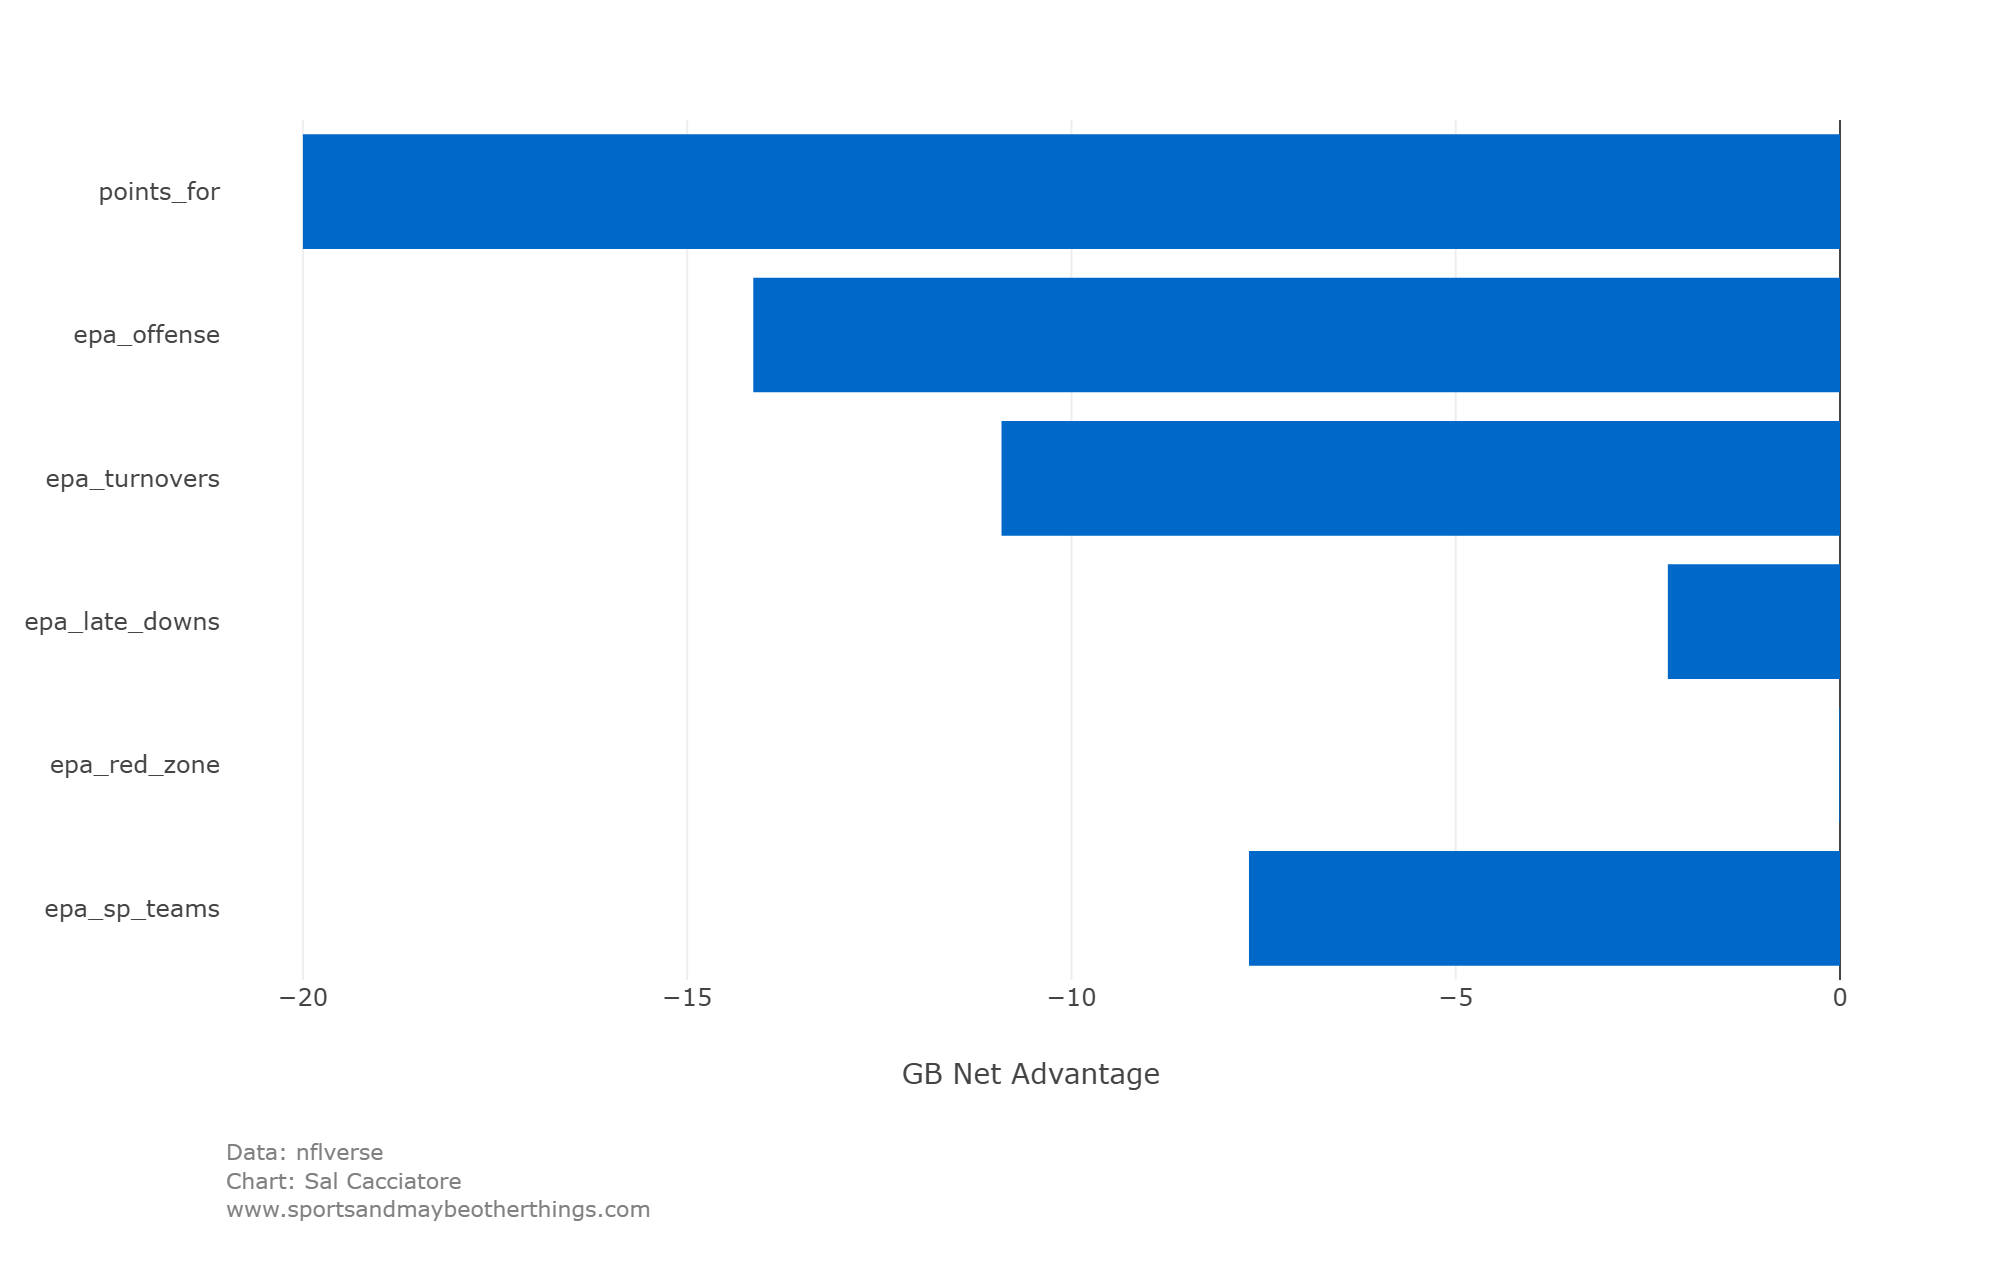 points_for
epa_offense
epa_turnovers
epa_late_downs
epa_red_zone
epa_sp_teams
−20 −15 −10 −5 0
GB Net Advantage
Data: nflverse
Chart: Sal Cacciatore
www.sportsandmaybeotherthings.com